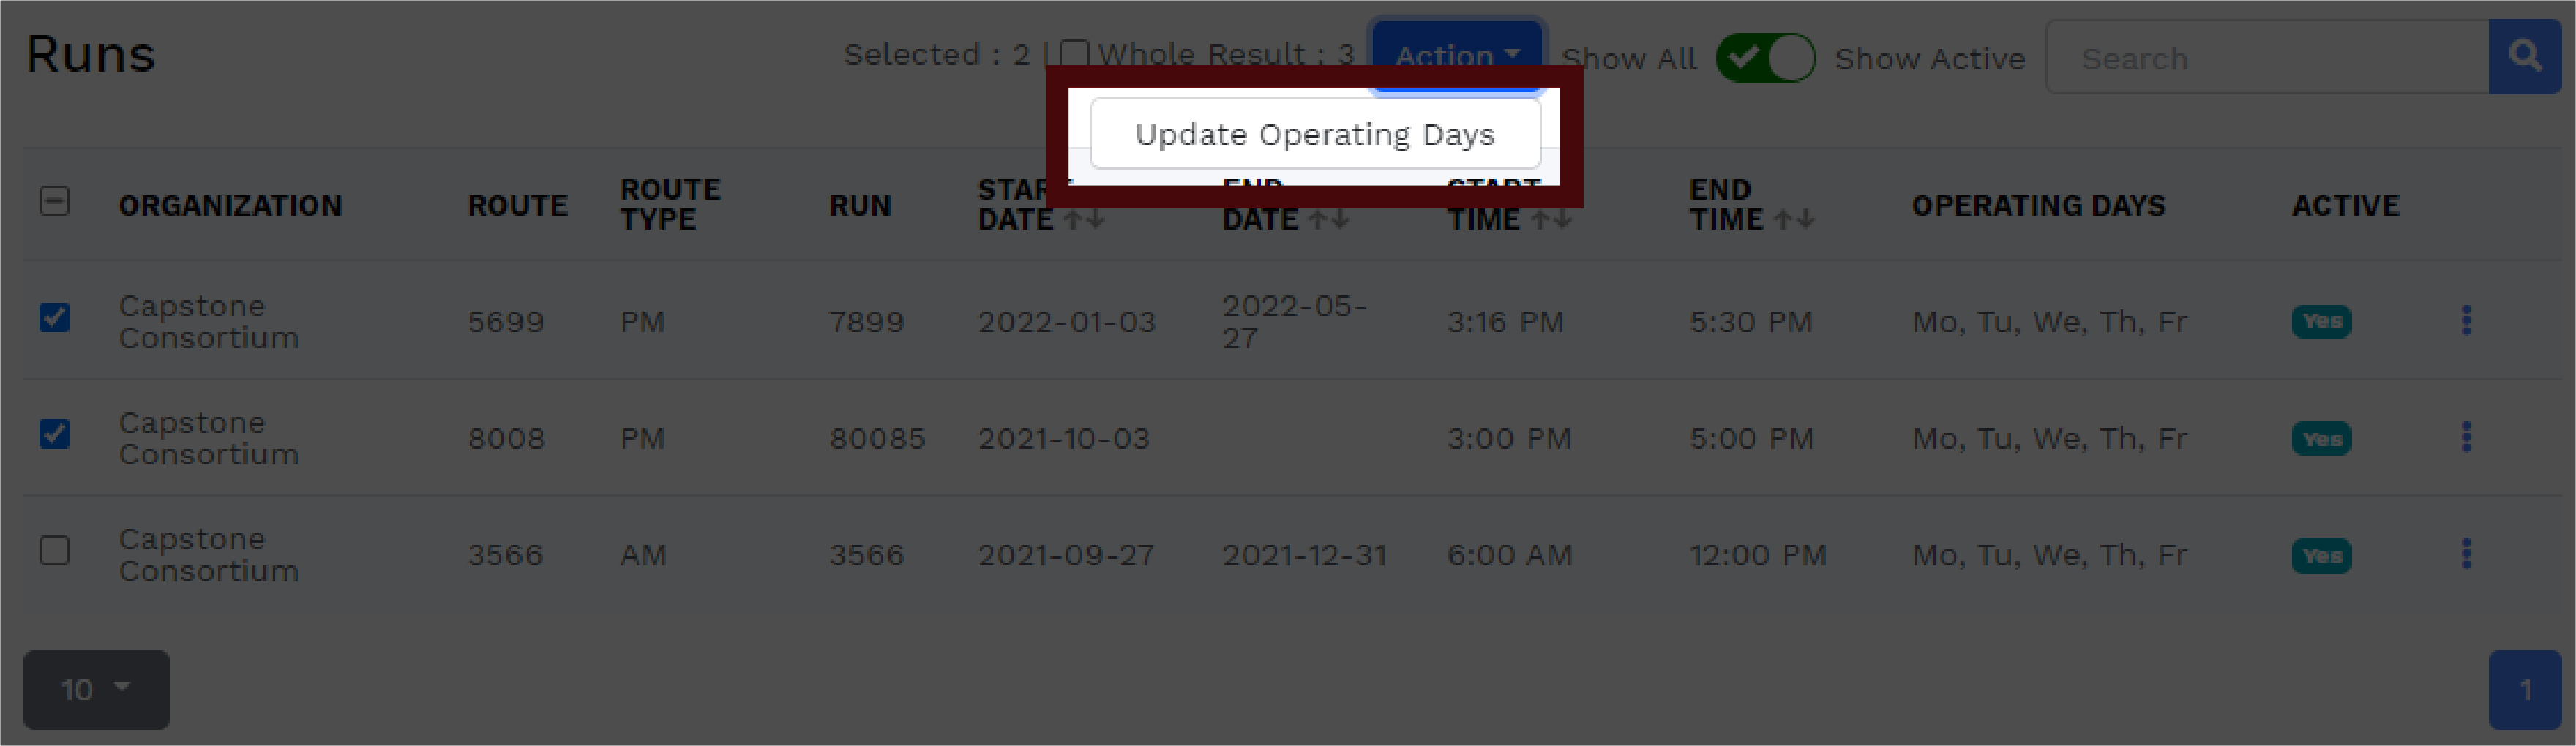 Runs
Selected : 2 | Whole Result : 3 Action Show All Show Active Search
Update Operating Days
ORGANIZATION ROUTE ROUTE TYPE RUN START DATE END DATE START TIME END TIME OPERATING DAYS ACTIVE
Capstone Consortium 5699 PM 7899 2022-01-03 2022-05-27 3:16 PM 5:30 PM Mo, Tu, We, Th, Fr Yes
Capstone Consortium 8008 PM 80085 2021-10-03 3:00 PM 5:00 PM Mo, Tu, We, Th, Fr Yes
Capstone Consortium 3566 AM 3566 2021-09-27 2021-12-31 6:00 AM 12:00 PM Mo, Tu, We, Th, Fr Yes
10 1